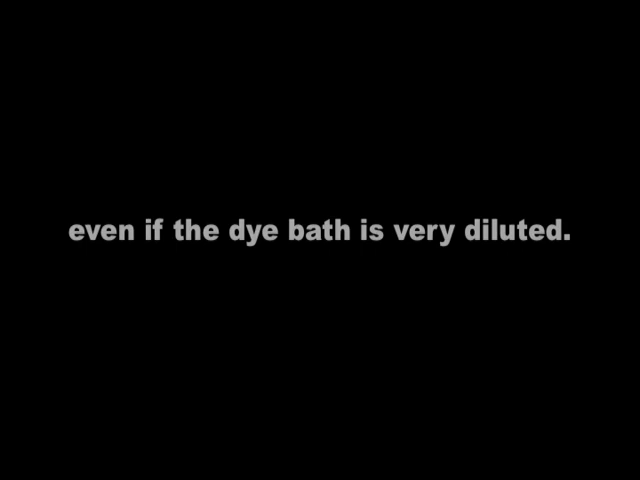 even if the dye bath is very diluted.